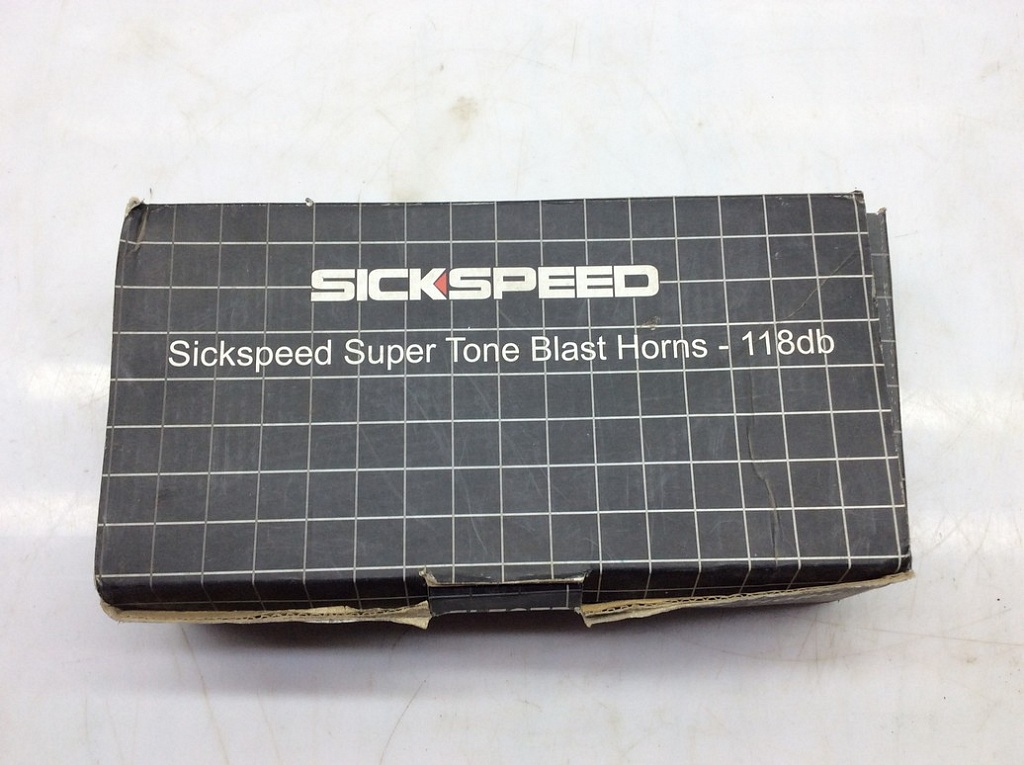 SICKSPEED
Sickspeed Super Tone Blast Horns - 118db